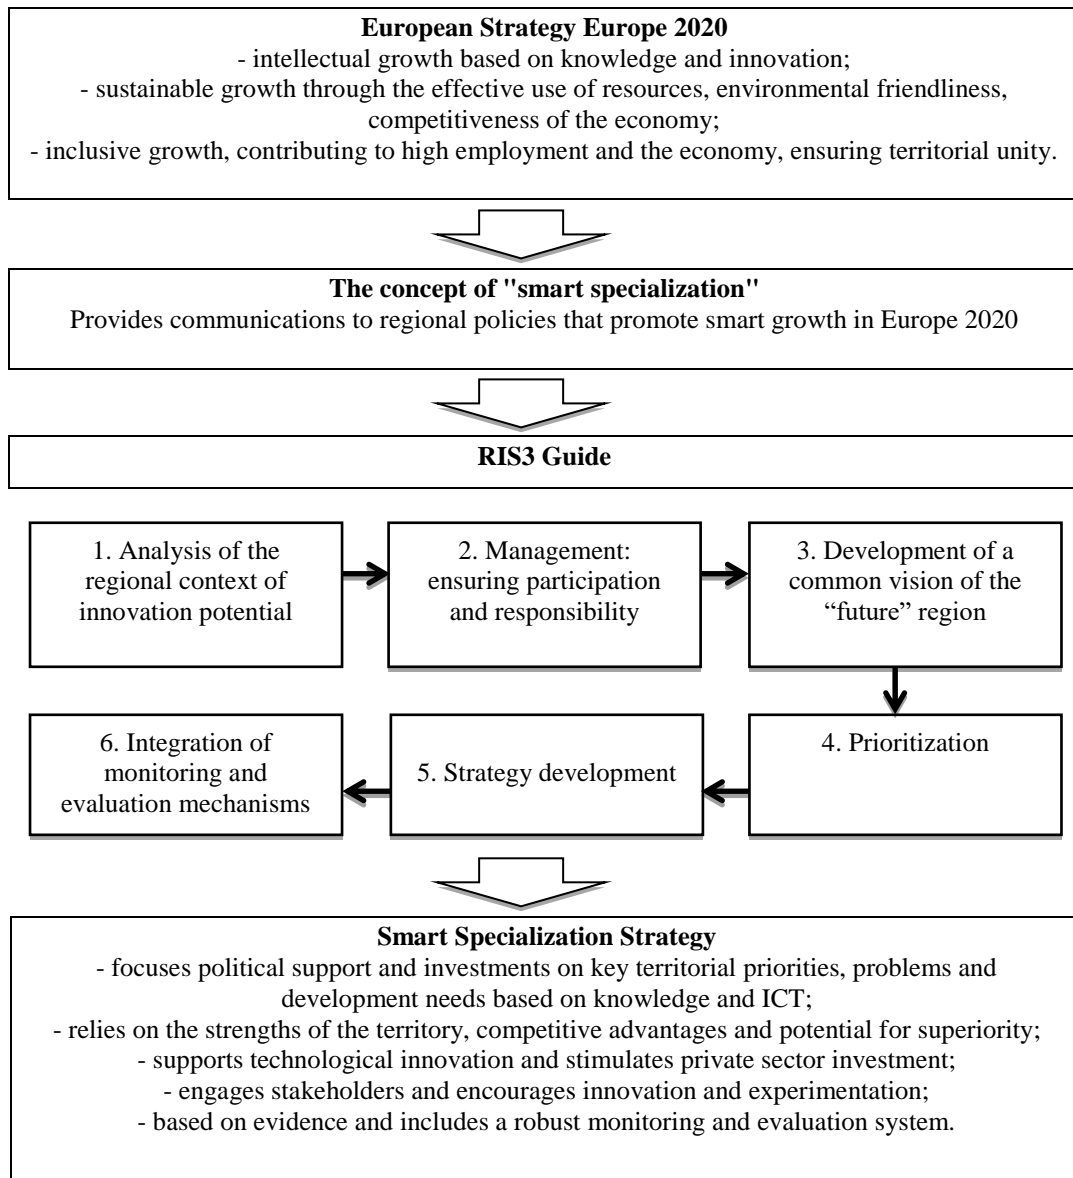 European Strategy Europe 2020
- intellectual growth based on knowledge and innovation;
- sustainable growth through the effective use of resources, environmental friendliness,
competitiveness of the economy;
- inclusive growth, contributing to high employment and the economy, ensuring territorial unity.
The concept of "smart specialization"
Provides communications to regional policies that promote smart growth in Europe 2020
RIS3 Guide
1. Analysis of the
regional context of
innovation potential
2. Management:
ensuring participation
and responsibility
3. Development of a
common vision of the
“future” region
4. Prioritization
5. Strategy development
6. Integration of
monitoring and
evaluation mechanisms
Smart Specialization Strategy
- focuses political support and investments on key territorial priorities, problems and
development needs based on knowledge and ICT;
- relies on the strengths of the territory, competitive advantages and potential for superiority;
- supports technological innovation and stimulates private sector investment;
- engages stakeholders and encourages innovation and experimentation;
- based on evidence and includes a robust monitoring and evaluation system.